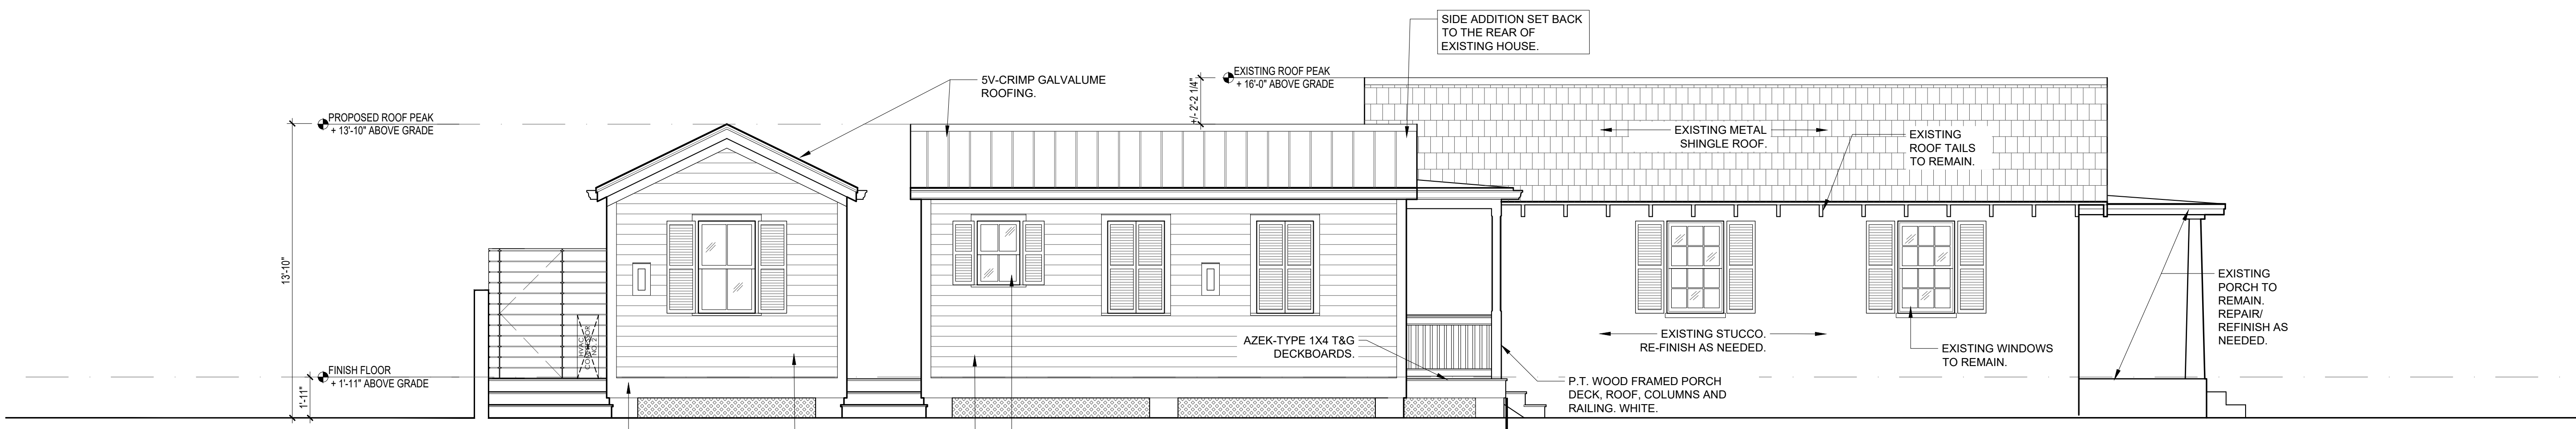 SIDE ADDITION SET BACK
TO THE REAR OF
EXISTING HOUSE.
5V-CRIMP GALVALUME
ROOFING.
EXISTING ROOF PEAK
+ 16'-0" ABOVE GRADE
+/- 2'-2 1/4"
PROPOSED ROOF PEAK
+ 13'-10" ABOVE GRADE
EXISTING METAL
SHINGLE ROOF.
EXISTING
ROOF TAILS
TO REMAIN.
13'-10"
EXISTING
PORCH TO
REMAIN.
REPAIR/
REFINISH AS
NEEDED.
HVAC
COMPRESSOR
NO. 2
AZEK-TYPE 1X4 T&G
DECKBOARDS.
EXISTING STUCCO.
RE-FINISH AS NEEDED.
EXISTING WINDOWS
TO REMAIN.
FINISH FLOOR
+ 1'-11" ABOVE GRADE
1'-11"
P.T. WOOD FRAMED PORCH
DECK, ROOF, COLUMNS AND
RAILING. WHITE.